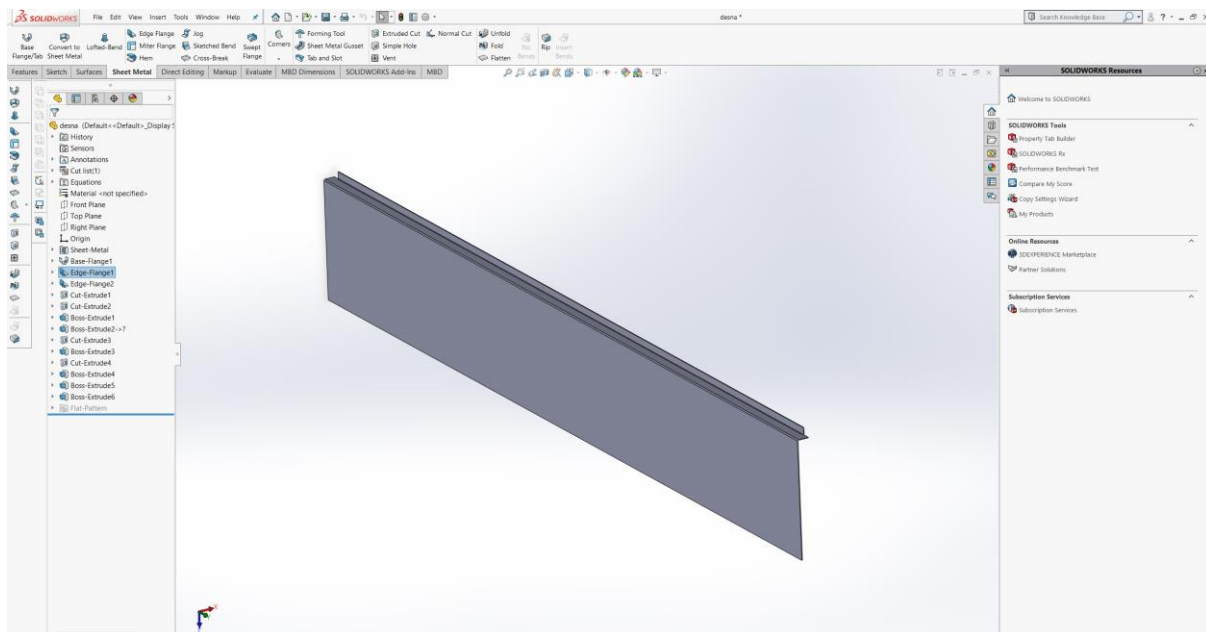 SOLIDWORKS File Edit View Insert Tools Window Help desna * Search Knowledge Base
Base Flange/Tab
Convert to Sheet Metal
Lofted-Bend
Edge Flange
Miter Flange
Hem
Jog
Sketched Bend
Cross-Break
Swept Flange
Corners
Forming Tool
Sheet Metal Gusset
Tab and Slot
Extruded Cut
Simple Hole
Vent
Normal Cut
Unfold
Fold
Flatten
No Bends
Rip
Insert Bends
Features Sketch Surfaces Sheet Metal Direct Editing Markup Evaluate MBD Dimensions SOLIDWORKS Add-Ins MBD
desna (Default<<Default>_Display S
History
Sensors
Annotations
Cut list(1)
Equations
Material <not specified>
Front Plane
Top Plane
Right Plane
Origin
Sheet-Metal
Base-Flange1
Edge-Flange1
Edge-Flange2
Cut-Extrude1
Cut-Extrude2
Boss-Extrude1
Boss-Extrude2->?
Cut-Extrude3
Boss-Extrude3
Cut-Extrude4
Boss-Extrude4
Boss-Extrude5
Boss-Extrude6
Flat-Pattern
SOLIDWORKS Resources
Welcome to SOLIDWORKS
SOLIDWORKS Tools
Property Tab Builder
SOLIDWORKS Rx
Performance Benchmark Test
Compare My Score
Copy Settings Wizard
My Products
Online Resources
3DEXPERIENCE Marketplace
Partner Solutions
Subscription Services
Subscription Services